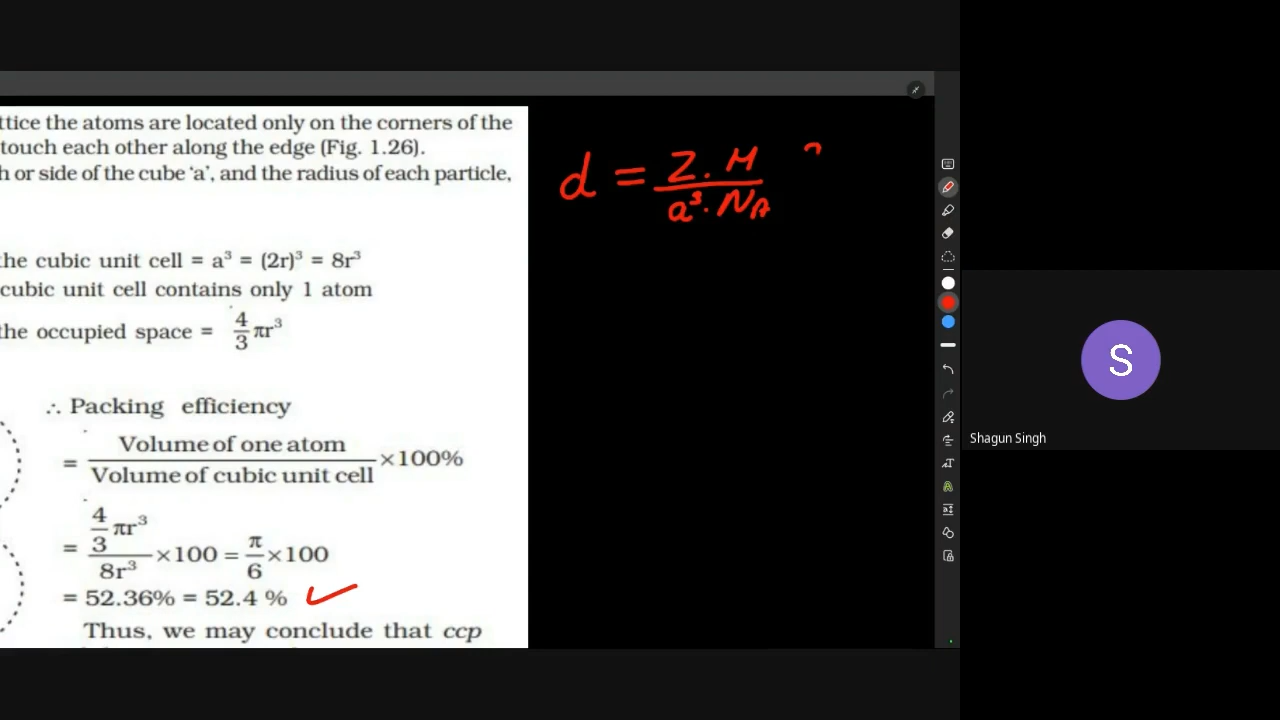 ttice the atoms are located only on the corners of the
touch each other along the edge (Fig. 1.26).
h or side of the cube 'a', and the radius of each particle,
the cubic unit cell = a³ = (2r)³ = 8r³
cubic unit cell contains only 1 atom
the occupied space = 4/3 πr³
∴ Packing efficiency
= Volume of one atom / Volume of cubic unit cell ×100%
= 4/3 πr³ / 8r³ ×100 = π/6 ×100
= 52.36% = 52.4 %
Thus, we may conclude that ccp
d = Z. M / a³. N_A
S
Shagun Singh